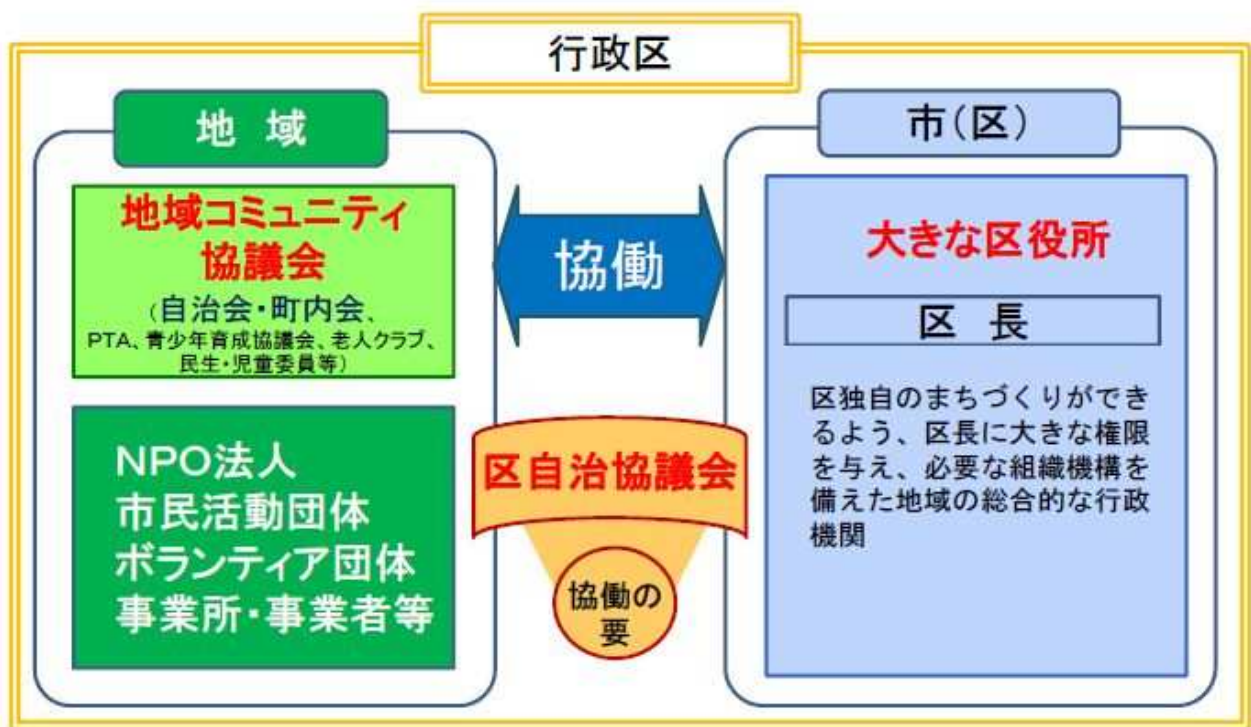 行政区
地 域
地域コミュニティ
協議会
（自治会・町内会、
PTA、青少年育成協議会、老人クラブ、
民生・児童委員等）
NPO法人
市民活動団体
ボランティア団体
事業所・事業者等
協働
区自治協議会
協働の
要
市（区）
大きな区役所
区 長
区独自のまちづくりができ
るよう、区長に大きな権限
を与え、必要な組織機構を
備えた地域の総合的な行政
機関